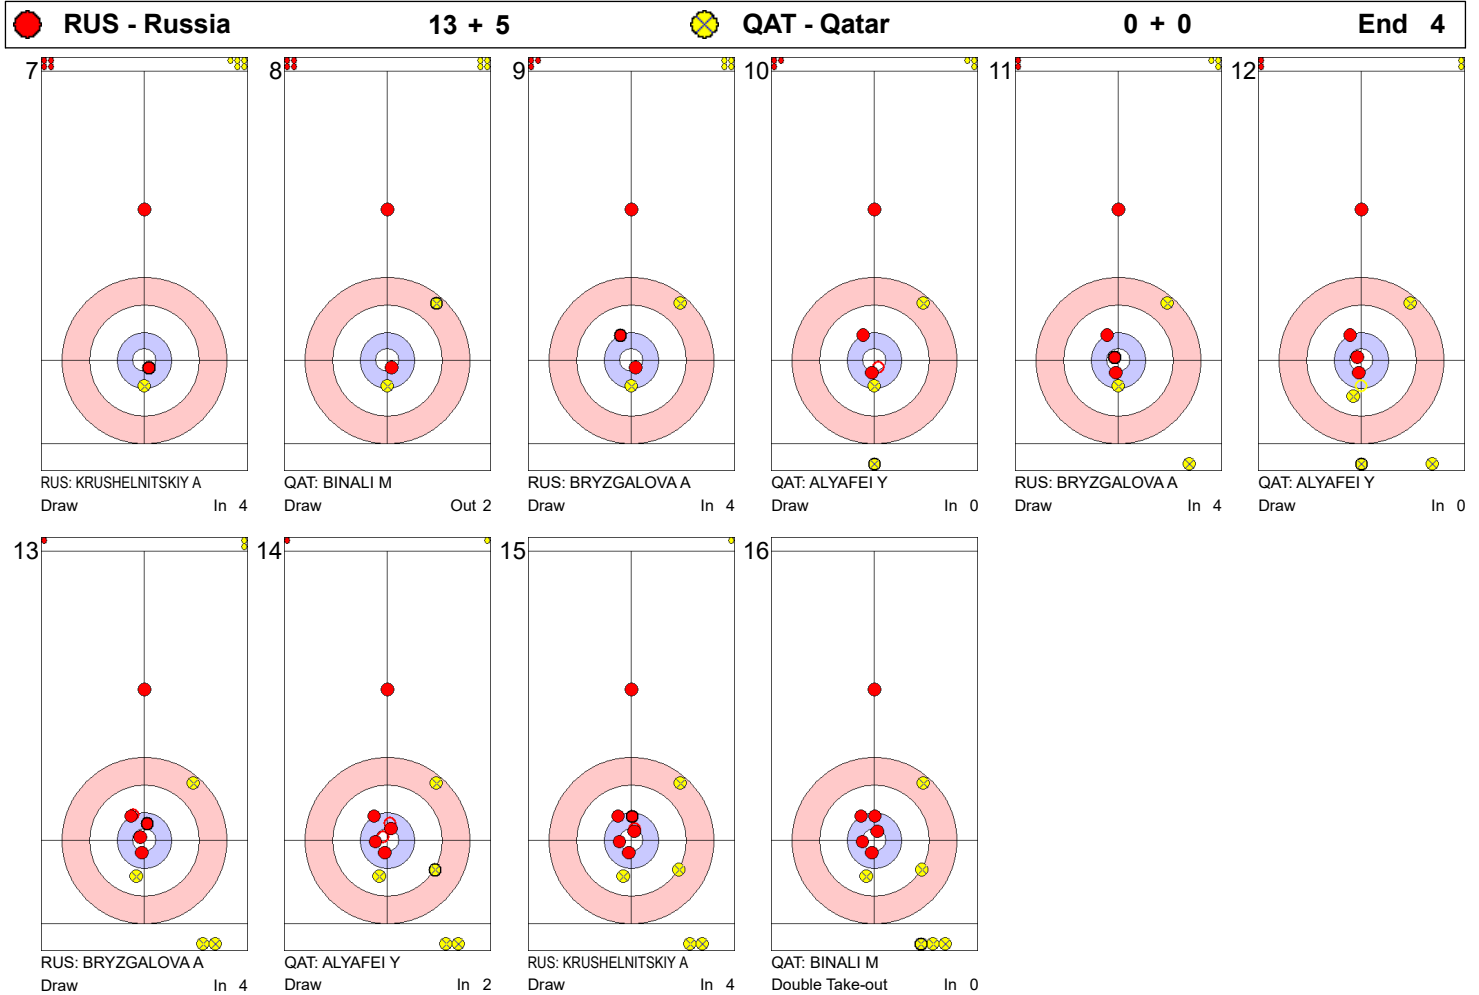 RUS - Russia 13 + 5 QAT - Qatar 0 + 0 End 4
7 8 9 10 11 12
RUS: KRUSHELNITSKIY A QAT: BINALI M RUS: BRYZGALOVA A QAT: ALYAFEI Y RUS: BRYZGALOVA A QAT: ALYAFEI Y
Draw In 4 Draw Out 2 Draw In 4 Draw In 0 Draw In 4 Draw In 0
13 14 15 16
RUS: BRYZGALOVA A QAT: ALYAFEI Y RUS: KRUSHELNITSKIY A QAT: BINALI M
Draw In 4 Draw In 2 Draw In 4 Double Take-out In 0